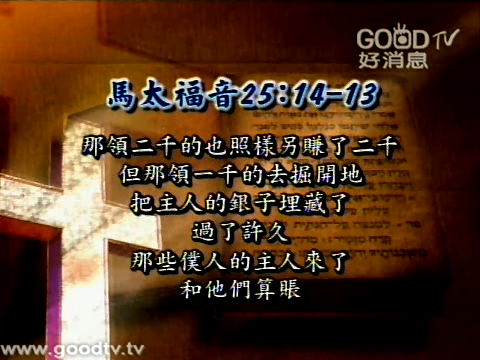 GOOD TV
好消息
馬太福音25:14-13
那領二千的也照樣另賺了二千
但那領一千的去掘開地
把主人的銀子埋藏了
過了許久
那些僕人的主人來了
和他們算賬
www.goodtv.tv